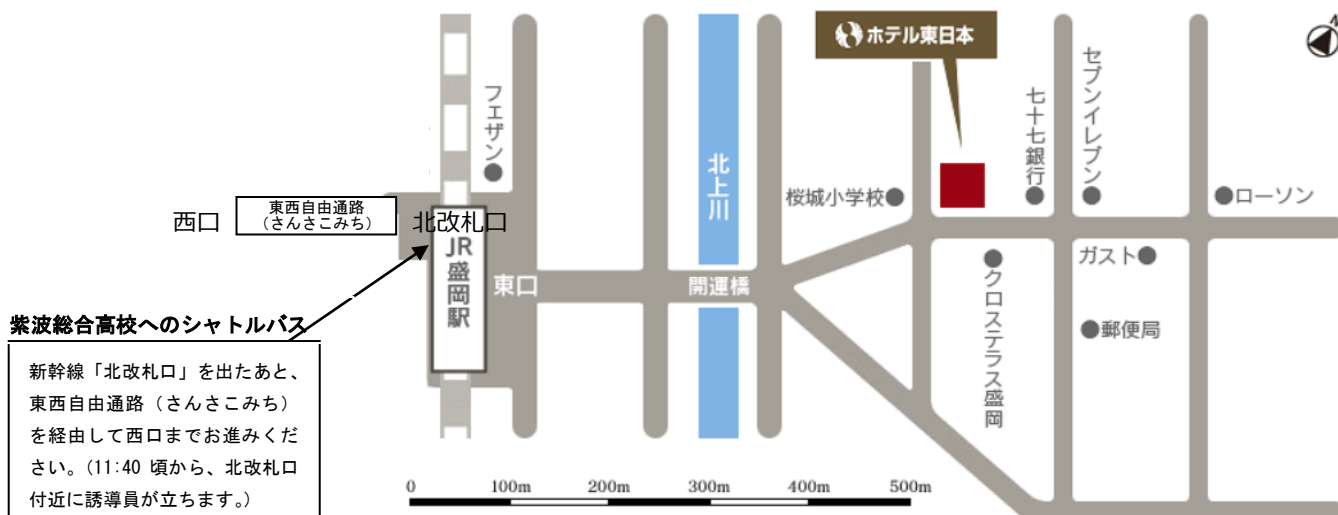 ホテル東日本
N
フェザン
北上川
七十七銀行
セブンイレブン
桜城小学校
ローソン
西口
東西自由通路
(さんさこみち)
北改札口
JR盛岡駅
東口
開運橋
クロステラス盛岡
ガスト
郵便局
紫波総合高校へのシャトルバス
新幹線「北改札口」を出たあと、
東西自由通路(さんさこみち)
を経由して西口までお進みくだ
さい。(11:40 頃から、北改札口
付近に誘導員が立ちます。)
0 100m 200m 300m 400m 500m